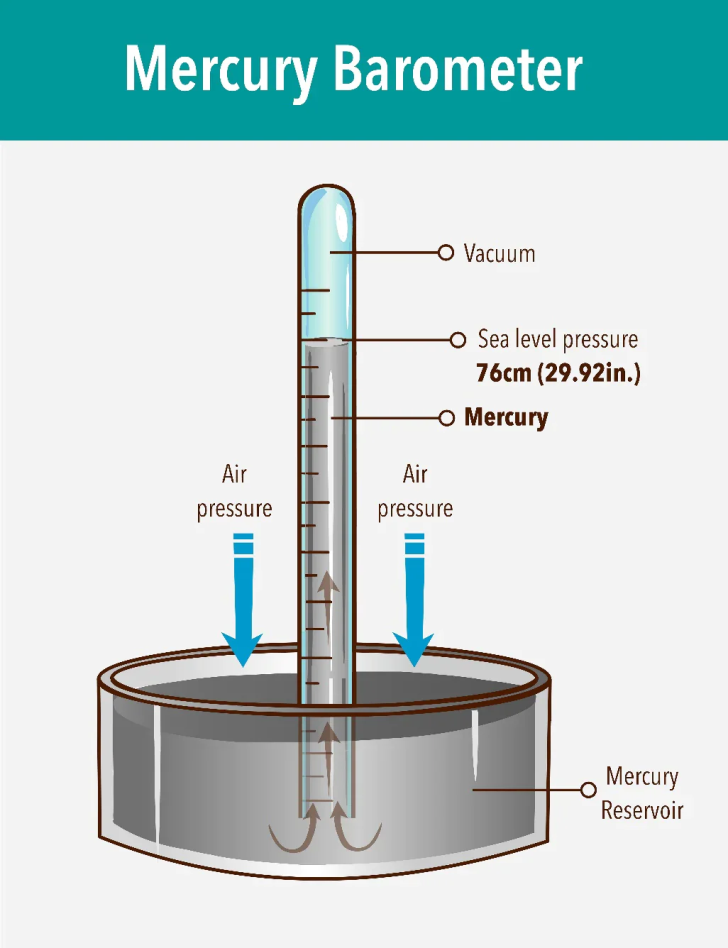 Mercury Barometer
Vacuum
Sea level pressure
76cm (29.92in.)
Mercury
Air
pressure
Air
pressure
Mercury
Reservoir